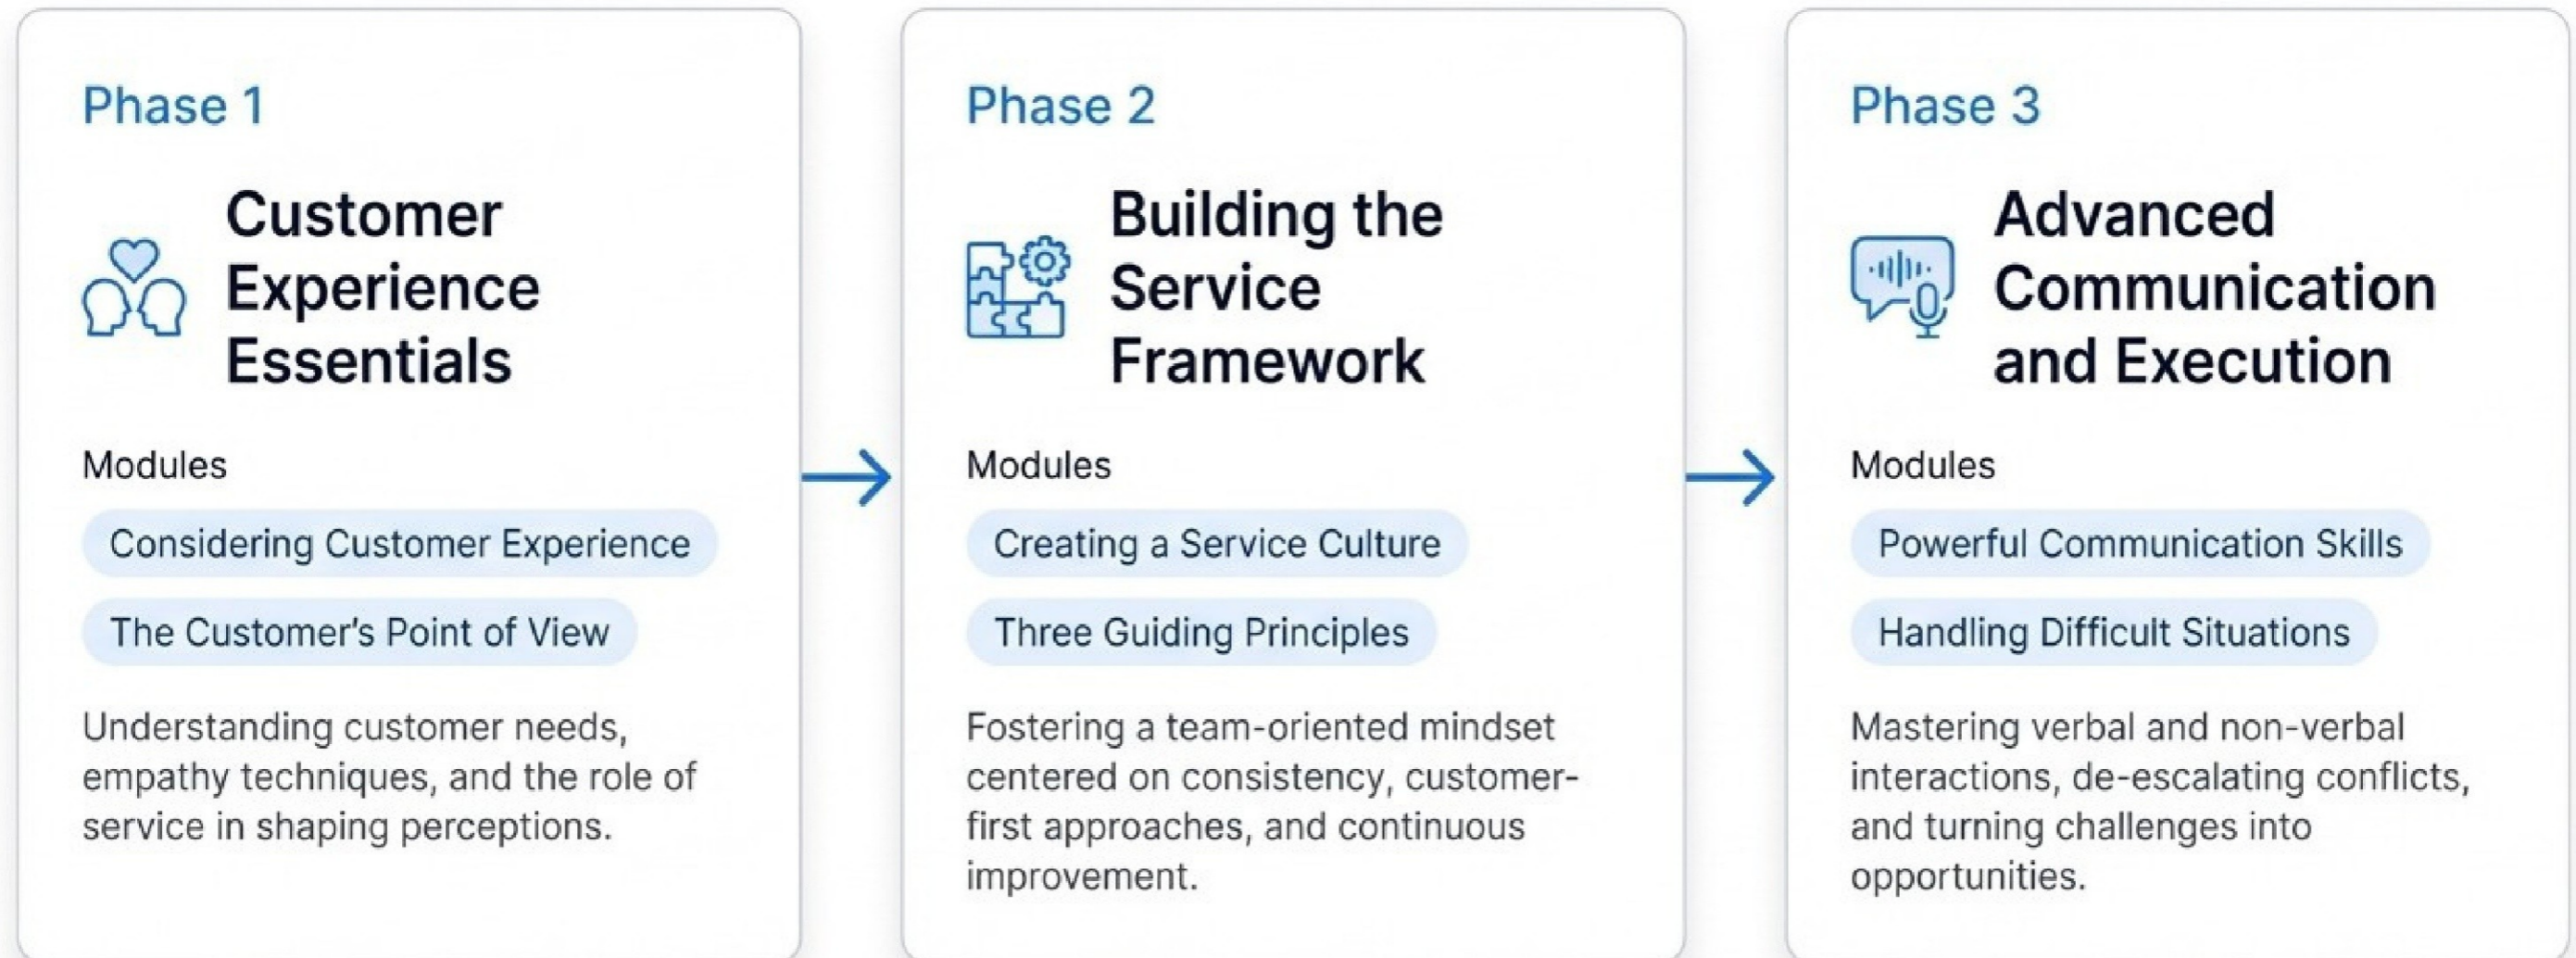 Phase 1
Customer
Experience
Essentials
Modules
Considering Customer Experience
The Customer's Point of View
Understanding customer needs,
empathy techniques, and the role of
service in shaping perceptions.
Phase 2
Building the
Service
Framework
Modules
Creating a Service Culture
Three Guiding Principles
Fostering a team-oriented mindset
centered on consistency, customer-
first approaches, and continuous
improvement.
Phase 3
Advanced
Communication
and Execution
Modules
Powerful Communication Skills
Handling Difficult Situations
Mastering verbal and non-verbal
interactions, de-escalating conflicts,
and turning challenges into
opportunities.